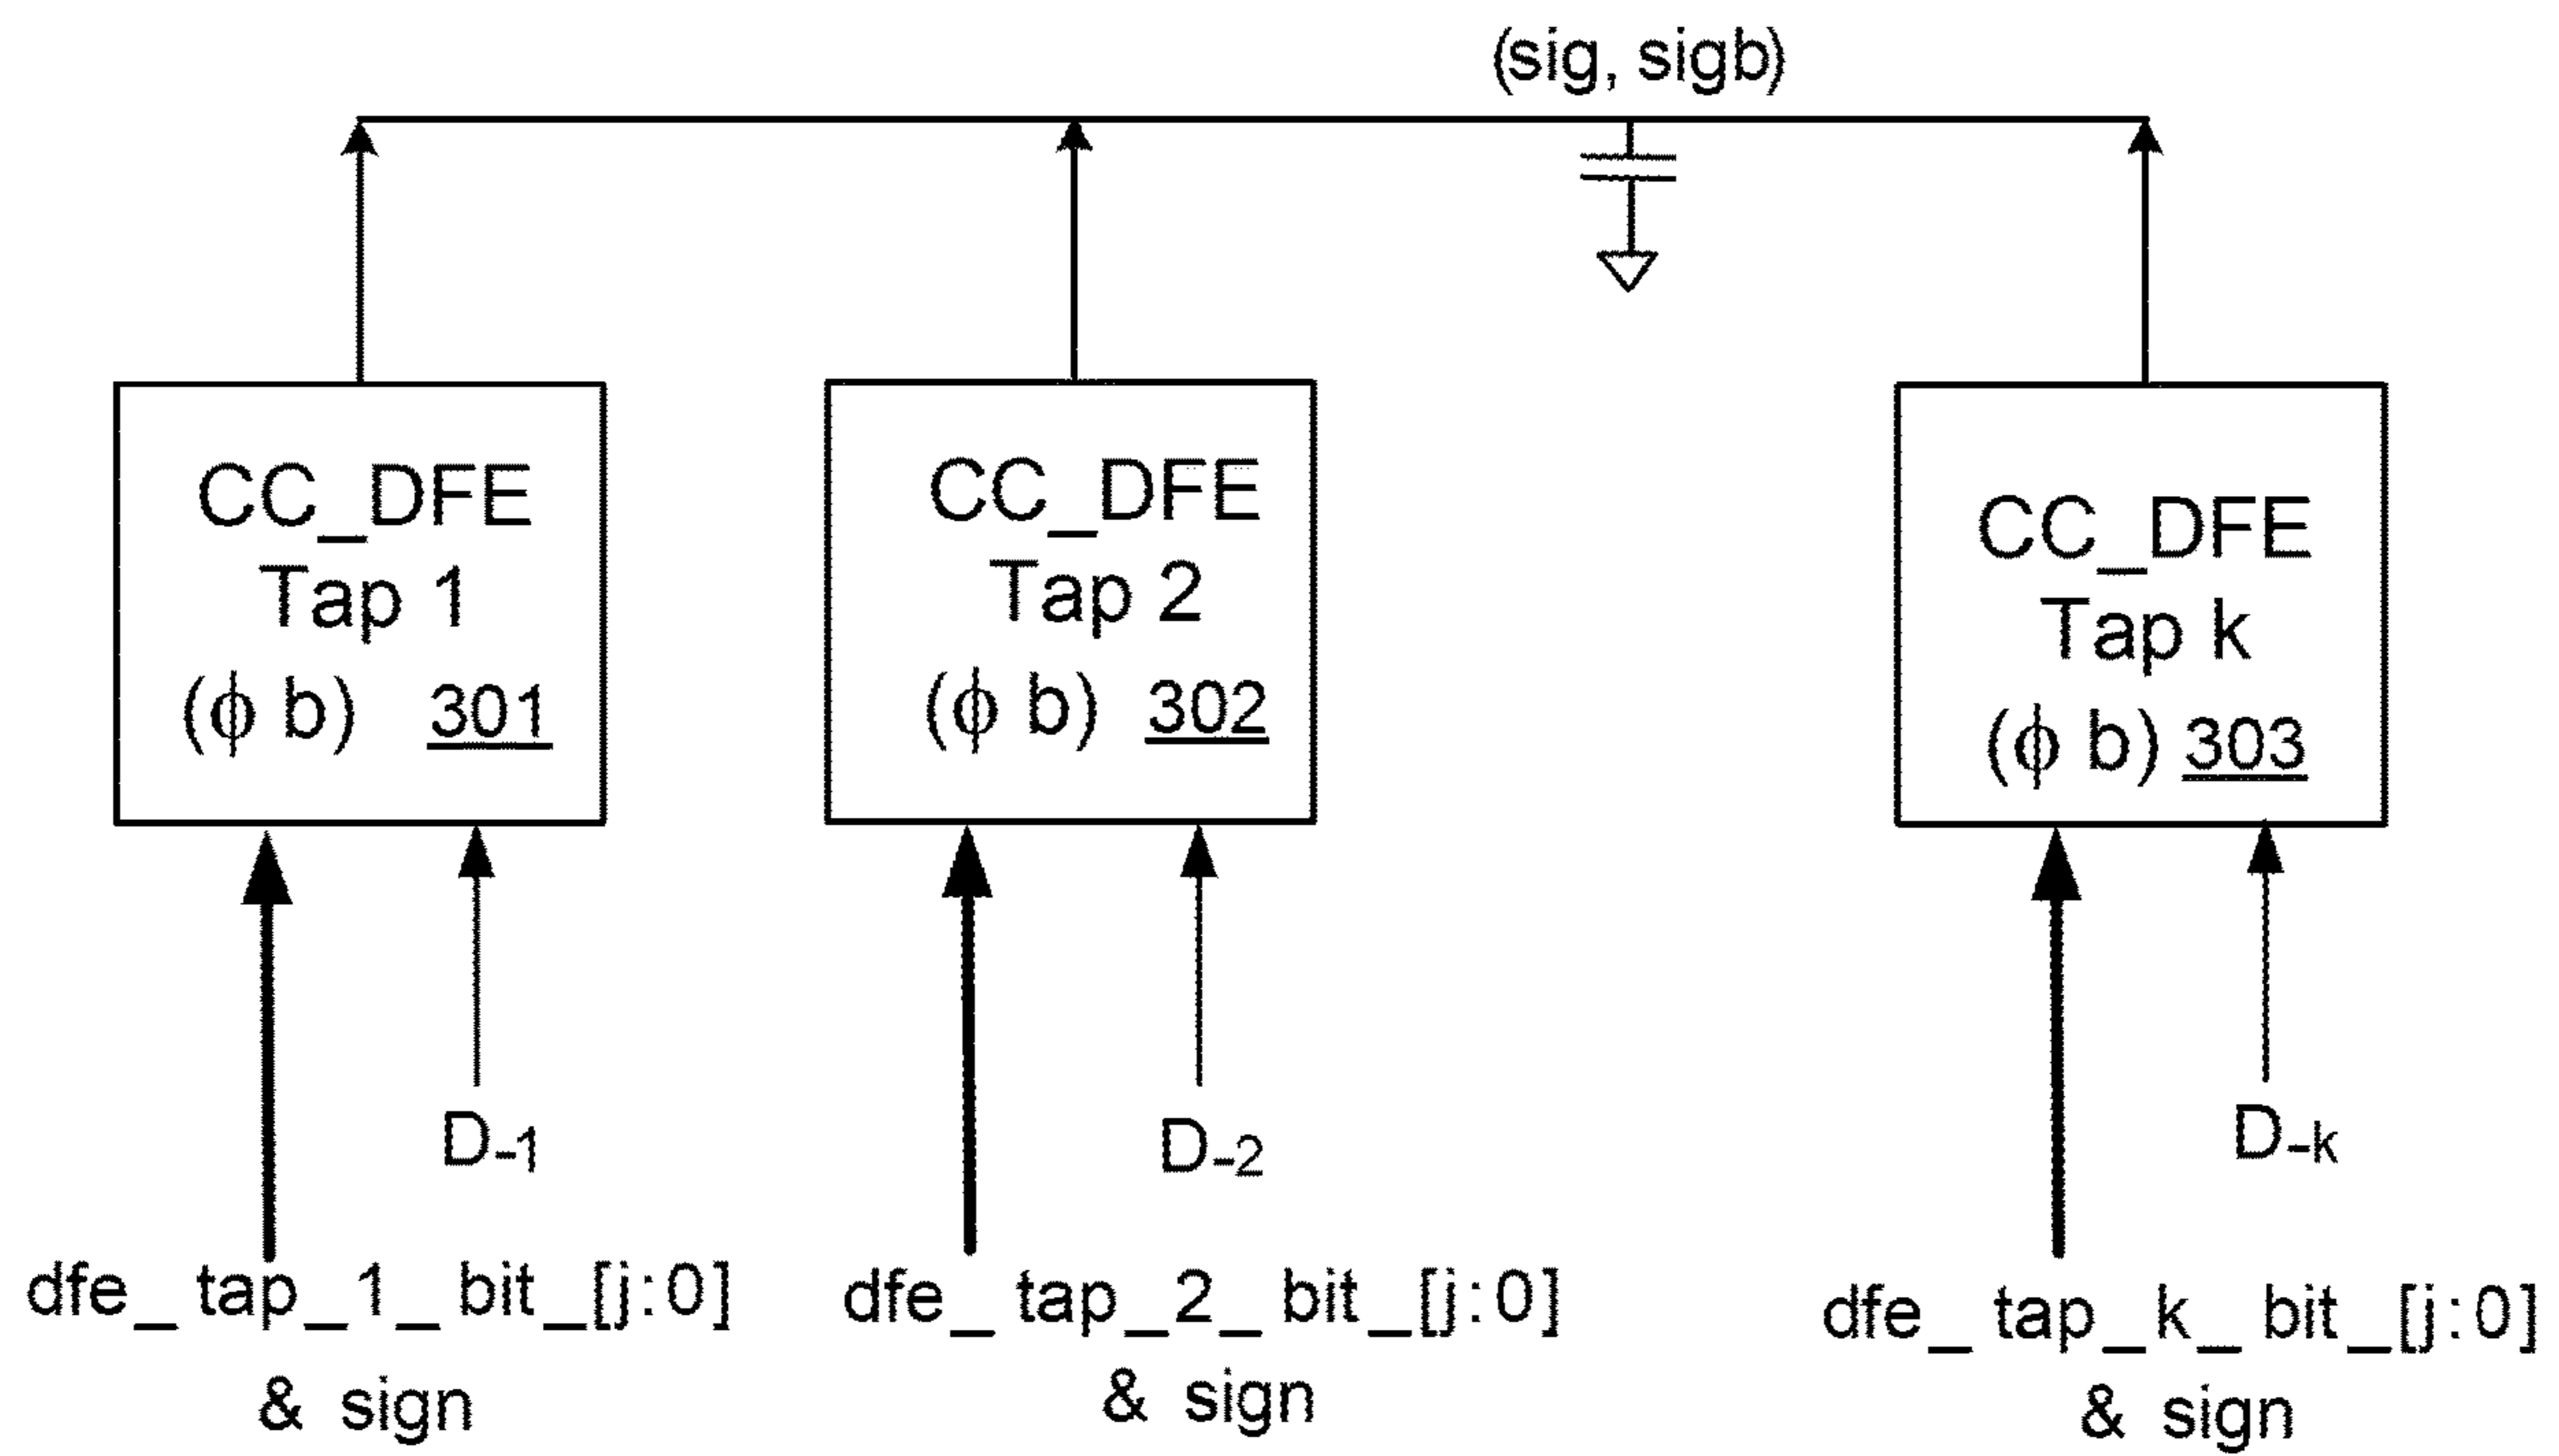 (sig, sigb)
CC_DFE
Tap 1
(ϕ b) 301
CC_DFE
Tap 2
(ϕ b) 302
CC_DFE
Tap k
(ϕ b) 303
D-1
D-2
D-k
dfe_ tap_1_ bit_[j:0]
& sign
dfe_ tap_2_ bit_[j:0]
& sign
dfe_ tap_k_ bit_[j:0]
& sign